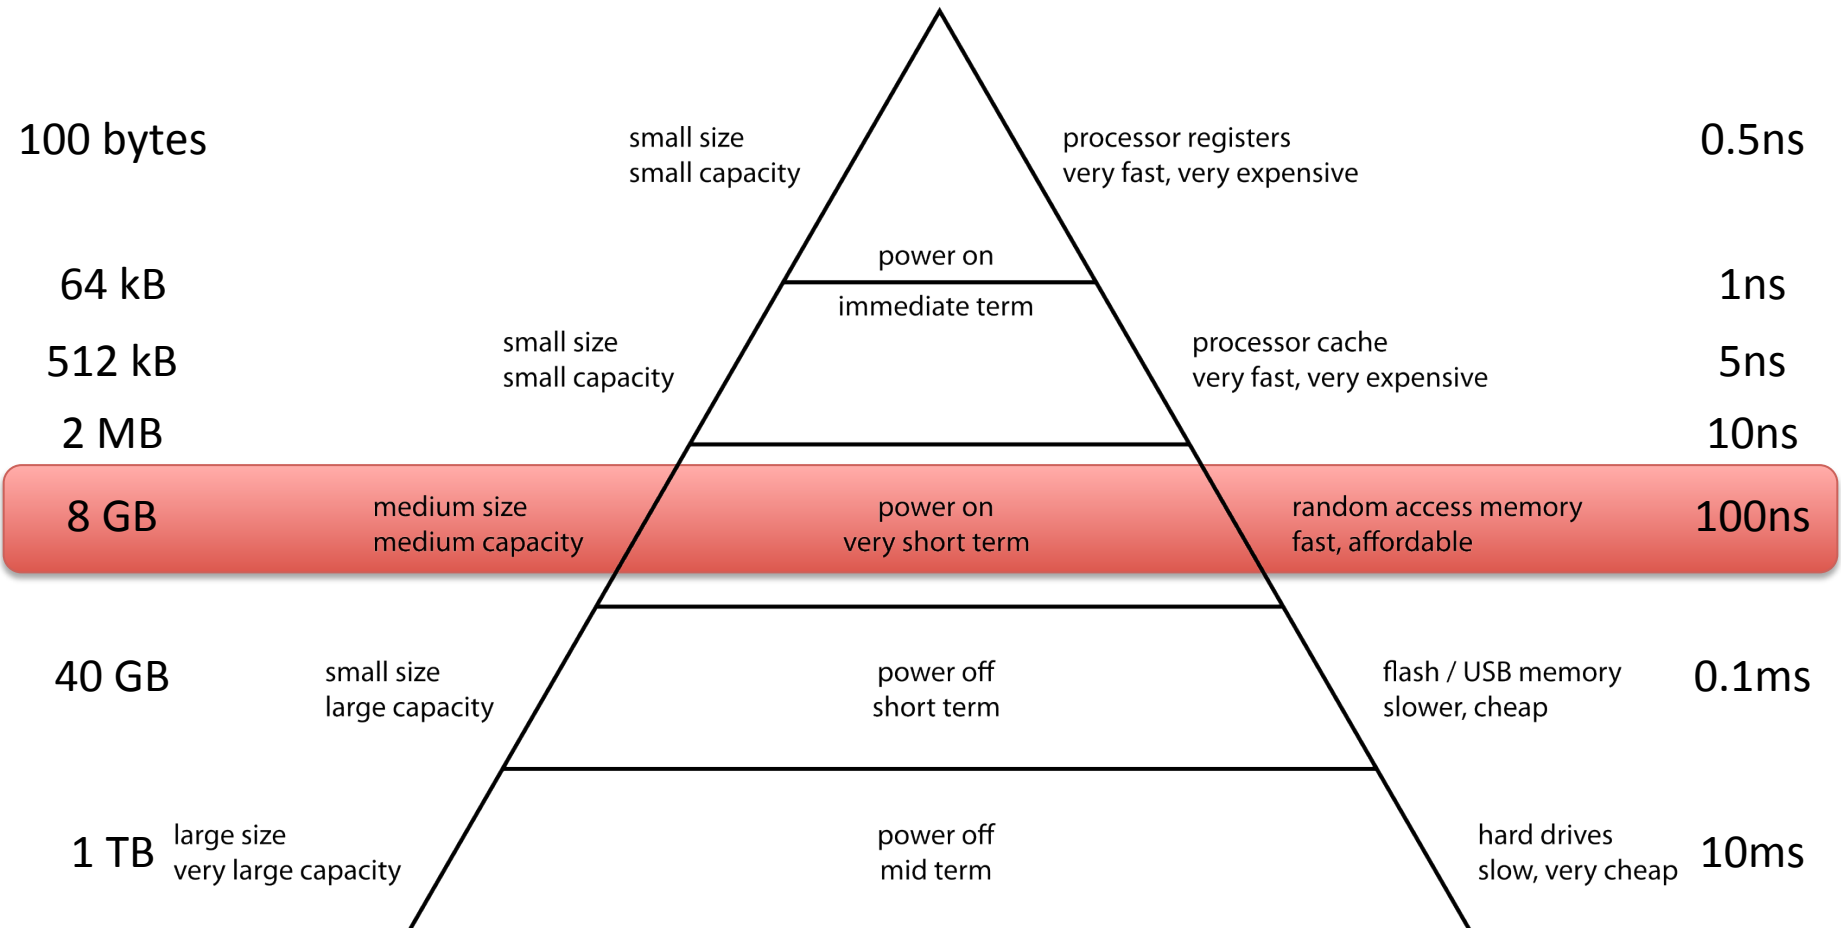 100 bytes
small size
small capacity
processor registers
very fast, very expensive
0.5ns
power on
64 kB
immediate term
1ns
512 kB
small size
small capacity
processor cache
very fast, very expensive
5ns
2 MB
10ns
8 GB
medium size
medium capacity
power on
very short term
random access memory
fast, affordable
100ns
40 GB
small size
large capacity
power off
short term
flash / USB memory
slower, cheap
0.1ms
1 TB
large size
very large capacity
power off
mid term
hard drives
slow, very cheap
10ms